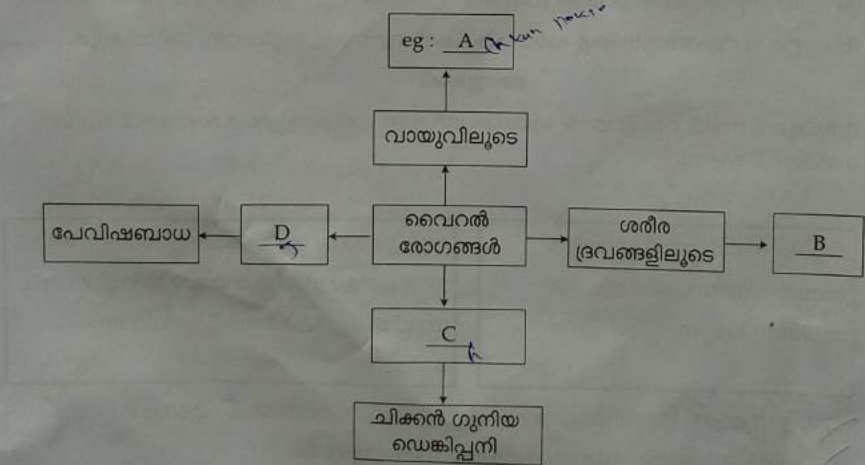 eg : A
വായുവിലൂടെ
പേവിഷബാധ
D
വൈറൽ
രോഗങ്ങൾ
ശരീര
ദ്രവങ്ങളിലൂടെ
B
C
ചിക്കൻ ഗുനിയ
ഡെങ്കിപ്പനി